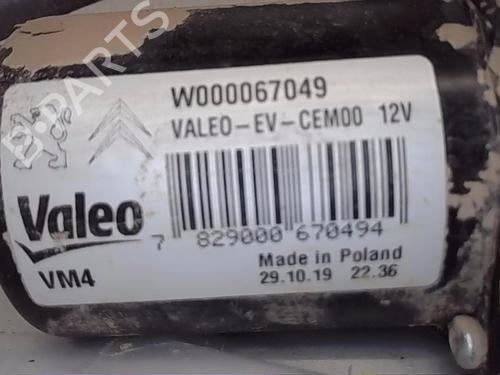 B-PARTS
W000067049
VALEO-EV-CEM00 12V
Valeo
7 829000 670494
VM4
Made in Poland
29.10.19 22.36